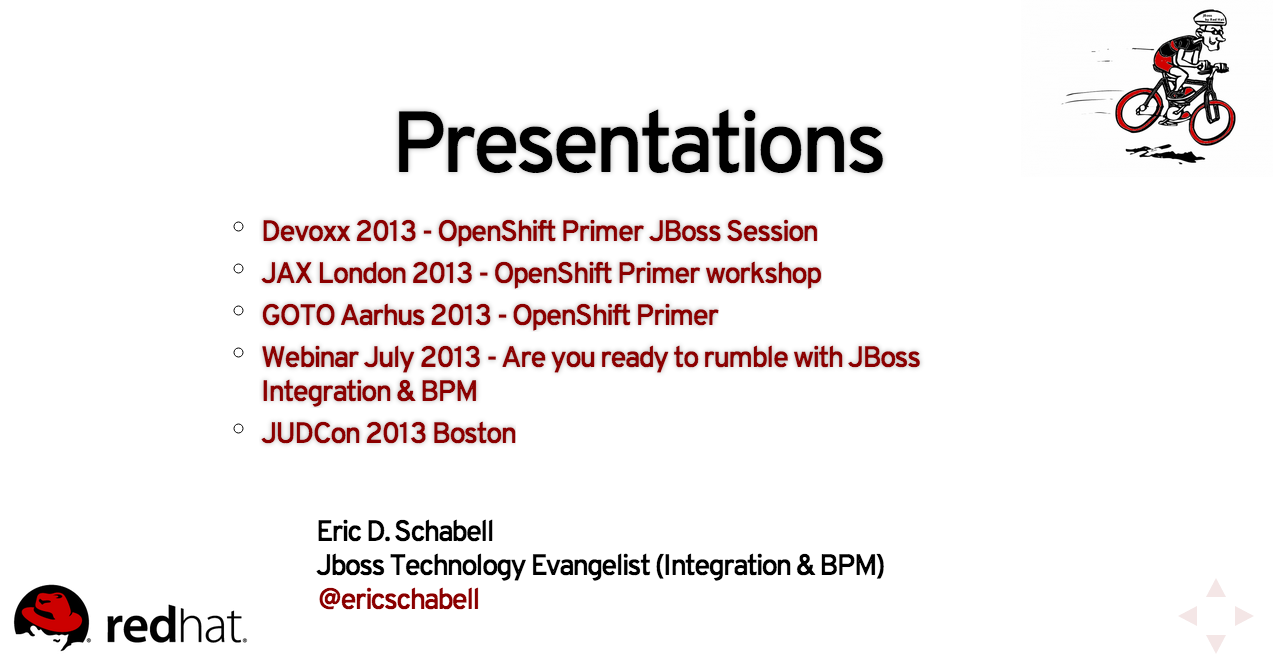 Presentations
Devoxx 2013 - OpenShift Primer JBoss Session
JAX London 2013 - OpenShift Primer workshop
GOTO Aarhus 2013 - OpenShift Primer
Webinar July 2013 - Are you ready to rumble with JBoss
Integration & BPM
JUDCon 2013 Boston
Eric D. Schabell
Jboss Technology Evangelist (Integration & BPM)
@ericschabell
redhat.